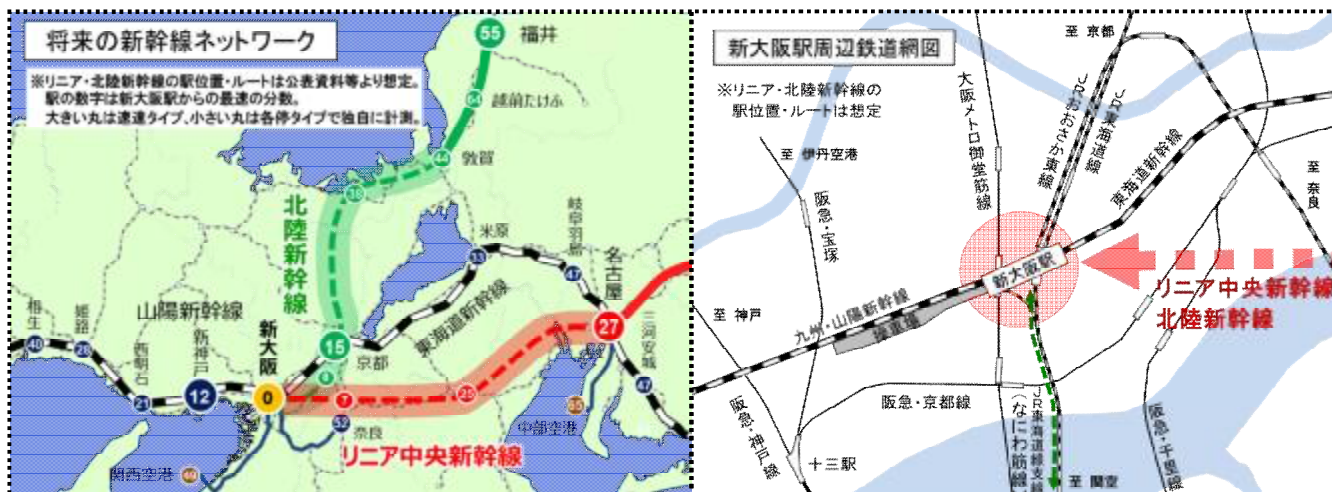 将来の新幹線ネットワーク
※リニア・北陸新幹線の駅位置・ルートは公表資料等より想定。
駅の数字は新大阪駅からの最速の分数。
大きい丸は速達タイプ、小さい丸は各停タイプで独自に計測。
55
福井
64
越前たけふ
44
敦賀
北陸新幹線
米原
33
岐阜羽島
47
名古屋
27
三河安城
47
東海道新幹線
山陽新幹線
相生
40
姫路
28
西明石
21
新神戸
12
新大阪
0
15
京都
7
25
52
奈良
中部空港
リニア中央新幹線
関西空港
新大阪駅周辺鉄道網図
※リニア・北陸新幹線の
駅位置・ルートは想定
至 京都
大阪メトロ御堂筋線
JRおおさか東線
JR東海道線
東海道新幹線
至 伊丹空港
阪急・宝塚
至 奈良
新大阪駅
リニア中央新幹線
北陸新幹線
九州・山陽新幹線
至 神戸
阪急・神戸線
十三駅
阪急・京都線
JR東海道線支線
(なにわ筋線)
至 関空
阪急・千里線